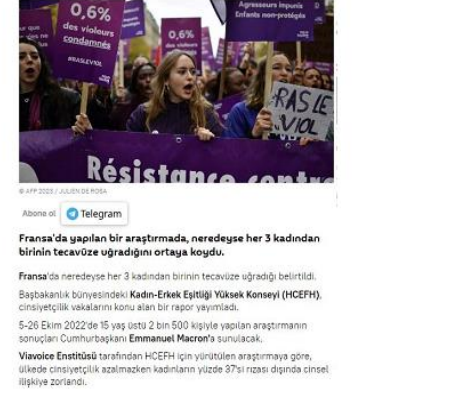 0,6%
des violeurs
condamnés
#RASLEVIOL
0,6%
des violeurs
condamnés
Agresseurs impunis
Enfants non-protégés
RAS LE
VIOL
Résistance contre
© AFP 2023 / JULIEN DE ROSA
Abone ol
Telegram
Fransa'da yapılan bir araştırmada, neredeyse her 3 kadından
birinin tecavüze uğradığını ortaya koydu.
Fransa'da neredeyse her 3 kadından birinin tecavüze uğradığı belirtildi.
Başbakanlık bünyesindeki Kadın-Erkek Eşitliği Yüksek Konseyi (HCEFH),
cinsiyetçilik vakalarını konu alan bir rapor yayımladı.
5-26 Ekim 2022'de 15 yaş üstü 2 bin 500 kişiyle yapılan araştırmanın
sonuçları Cumhurbaşkanı Emmanuel Macron'a sunulacak.
Viavoice Enstitüsü tarafından HCEFH için yürütülen araştırmaya göre,
ülkede cinsiyetçilik azalmazken kadınların yüzde 37'si rızası dışında cinsel
ilişkiye zorlandı.